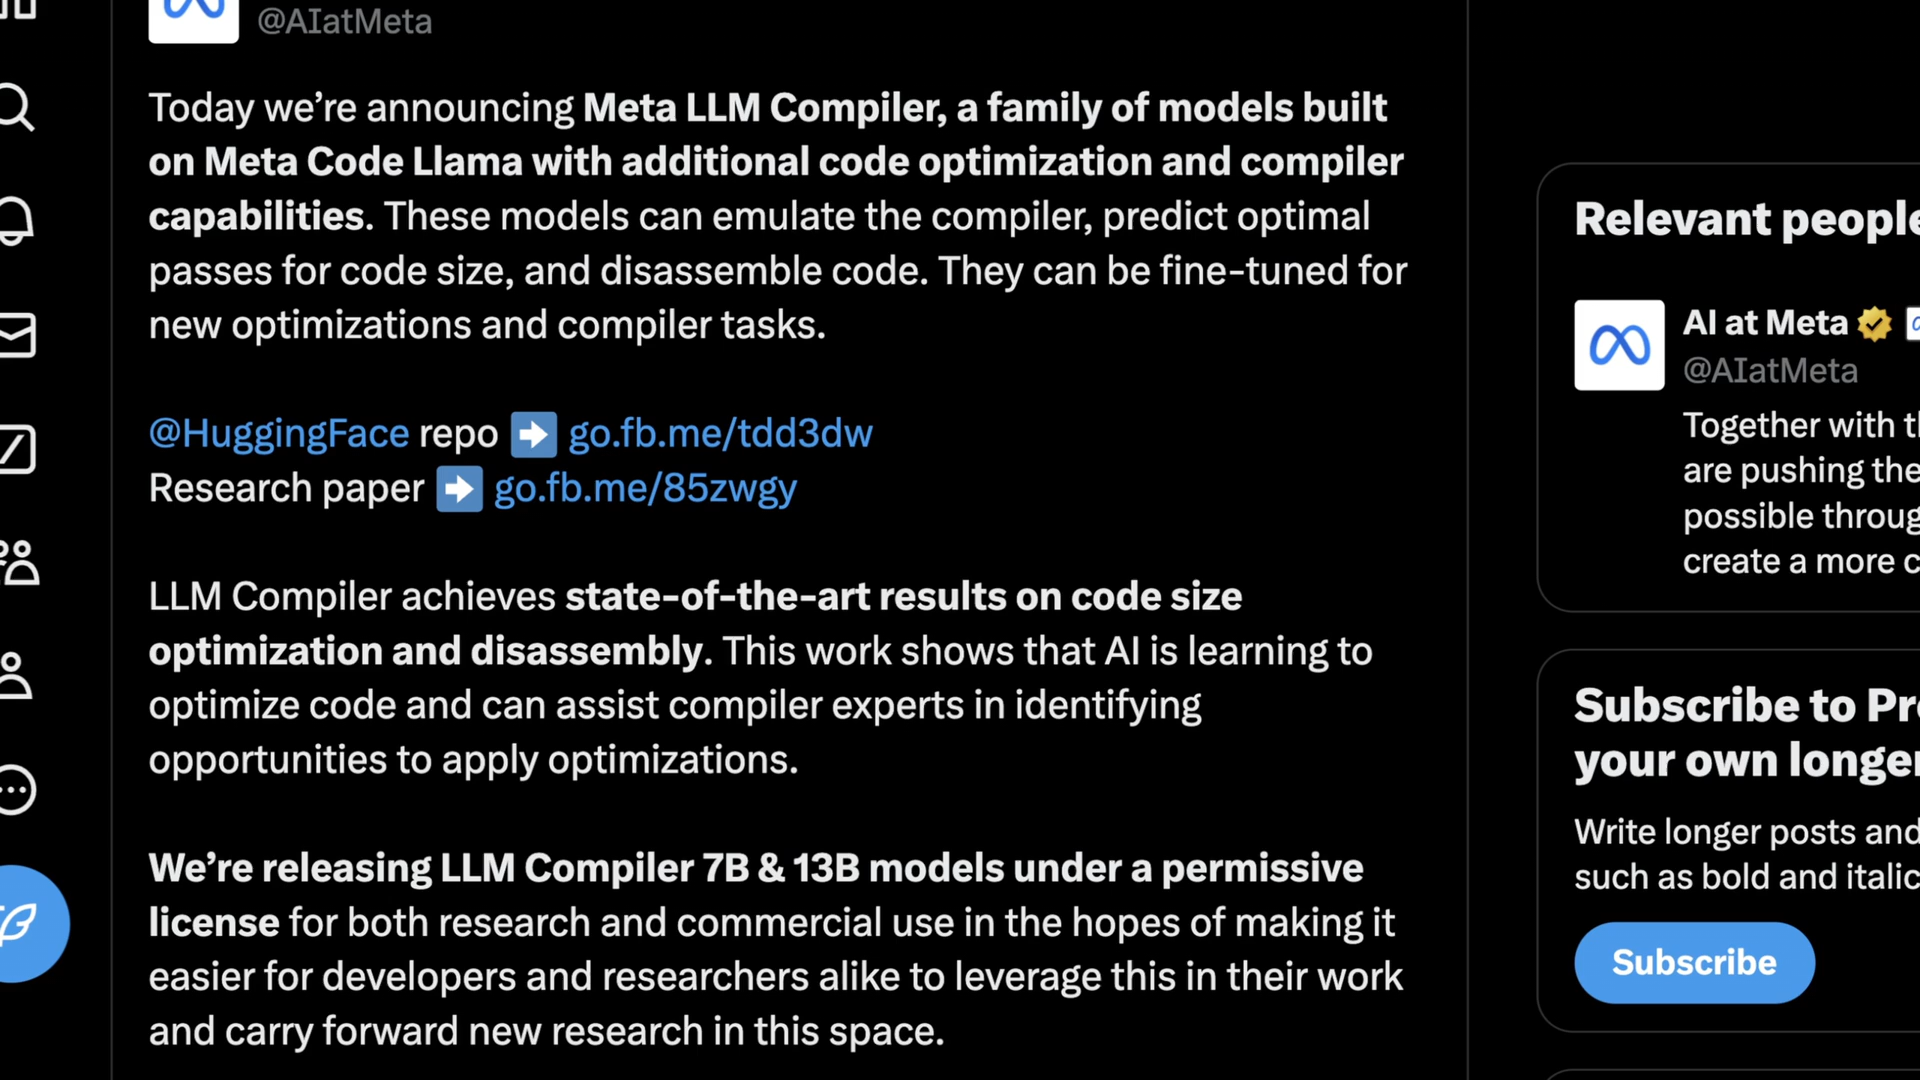 @AIatMeta
Today we’re announcing Meta LLM Compiler, a family of models built
on Meta Code Llama with additional code optimization and compiler
capabilities. These models can emulate the compiler, predict optimal
passes for code size, and disassemble code. They can be fine-tuned for
new optimizations and compiler tasks.
@HuggingFace repo ➡ go.fb.me/tdd3dw
Research paper ➡ go.fb.me/85zwgy
LLM Compiler achieves state-of-the-art results on code size
optimization and disassembly. This work shows that AI is learning to
optimize code and can assist compiler experts in identifying
opportunities to apply optimizations.
We’re releasing LLM Compiler 7B & 13B models under a permissive
license for both research and commercial use in the hopes of making it
easier for developers and researchers alike to leverage this in their work
and carry forward new research in this space.
Relevant people
AI at Meta
@AIatMeta
Together with
are pushing the
possible
create a more
Subscribe to
your own
Write longer posts and
such as bold and
Subscribe